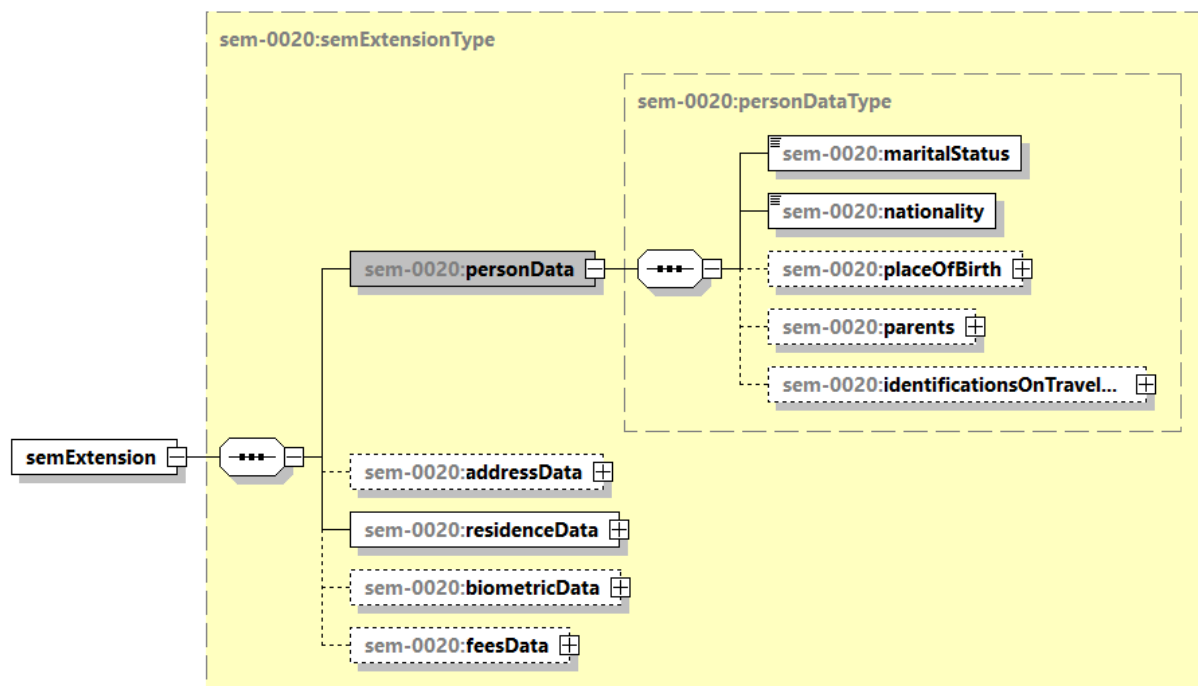 sem-0020:semExtensionType
sem-0020:personDataType
sem-0020:maritalStatus
sem-0020:nationality
sem-0020:personData
sem-0020:placeOfBirth
sem-0020:parents
sem-0020:identificationsOnTravel...
semExtension
sem-0020:addressData
sem-0020:residenceData
sem-0020:biometricData
sem-0020:feesData